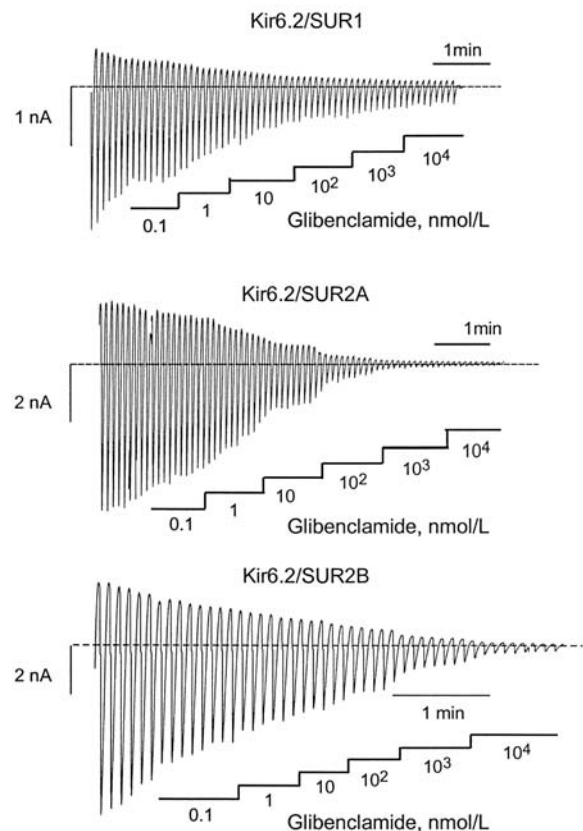 Kir6.2/SUR1
1min
1 nA
0.1 1 10 10² 10³ 10⁴
Glibenclamide, nmol/L
Kir6.2/SUR2A
1min
2 nA
0.1 1 10 10² 10³ 10⁴
Glibenclamide, nmol/L
Kir6.2/SUR2B
2 nA
1 min
0.1 1 10 10² 10³ 10⁴
Glibenclamide, nmol/L